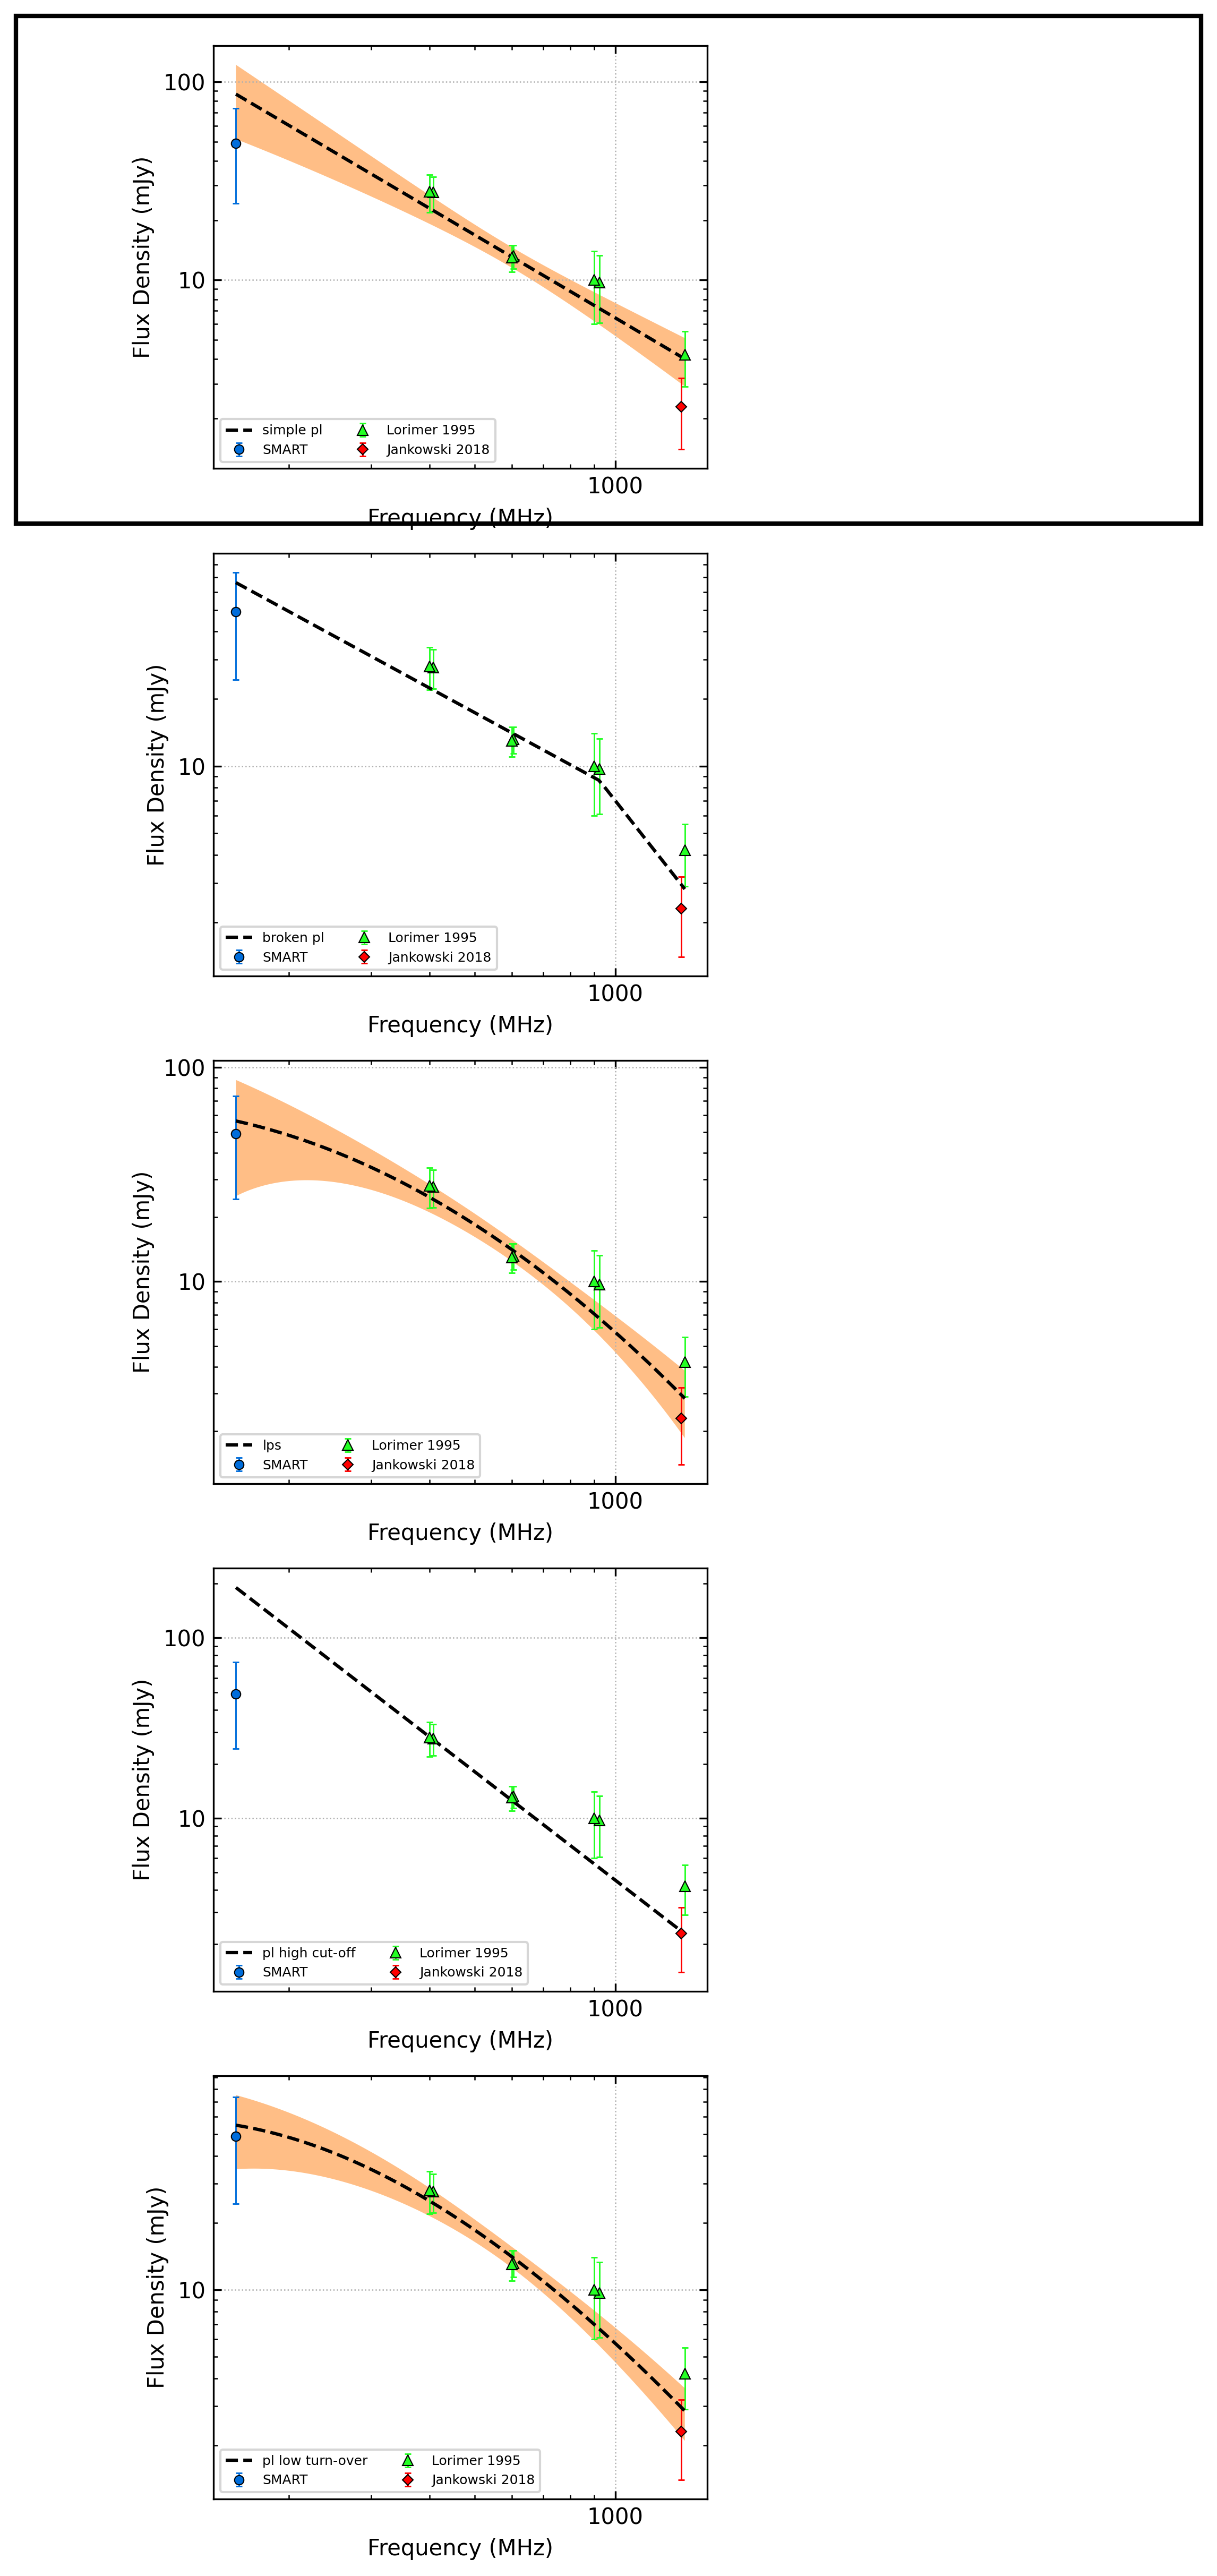 100
10
Flux Density (mJy)
simple pl
SMART
Lorimer 1995
Jankowski 2018
1000
Frequency (MHz)
10
Flux Density (mJy)
broken pl
SMART
Lorimer 1995
Jankowski 2018
1000
Frequency (MHz)
100
10
Flux Density (mJy)
lps
SMART
Lorimer 1995
Jankowski 2018
1000
Frequency (MHz)
100
10
Flux Density (mJy)
pl high cut-off
SMART
Lorimer 1995
Jankowski 2018
1000
Frequency (MHz)
10
Flux Density (mJy)
pl low turn-over
SMART
Lorimer 1995
Jankowski 2018
1000
Frequency (MHz)